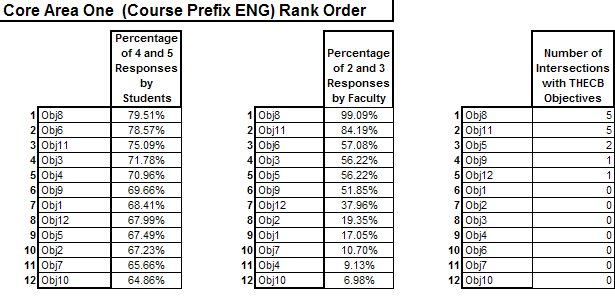 Core Area One (Course Prefix ENG) Rank Order
Percentage
of 4 and 5
Responses
by
Students
1 Obj8 79.51%
2 Obj6 78.57%
3 Obj11 75.09%
4 Obj3 71.78%
5 Obj4 70.96%
6 Obj9 69.66%
7 Obj1 68.41%
8 Obj12 67.99%
9 Obj5 67.49%
10 Obj2 67.23%
11 Obj7 65.66%
12 Obj10 64.86%
Percentage
of 2 and 3
Responses
by Faculty
1 Obj8 99.09%
2 Obj11 84.19%
3 Obj6 57.08%
4 Obj3 56.22%
5 Obj5 56.22%
6 Obj9 51.85%
7 Obj12 37.96%
8 Obj2 19.35%
9 Obj1 17.05%
10 Obj7 10.70%
11 Obj4 9.13%
12 Obj10 6.98%
Number of
Intersections
with THECB
Objectives
1 Obj8 5
2 Obj11 5
3 Obj5 2
4 Obj9 1
5 Obj12 1
6 Obj1 0
7 Obj2 0
8 Obj3 0
9 Obj4 0
10 Obj6 0
11 Obj7 0
12 Obj10 0